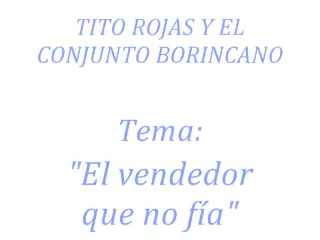 TITO ROJAS Y EL
CONJUNTO BORINCANO
Tema:
"El vendedor
que no fía"